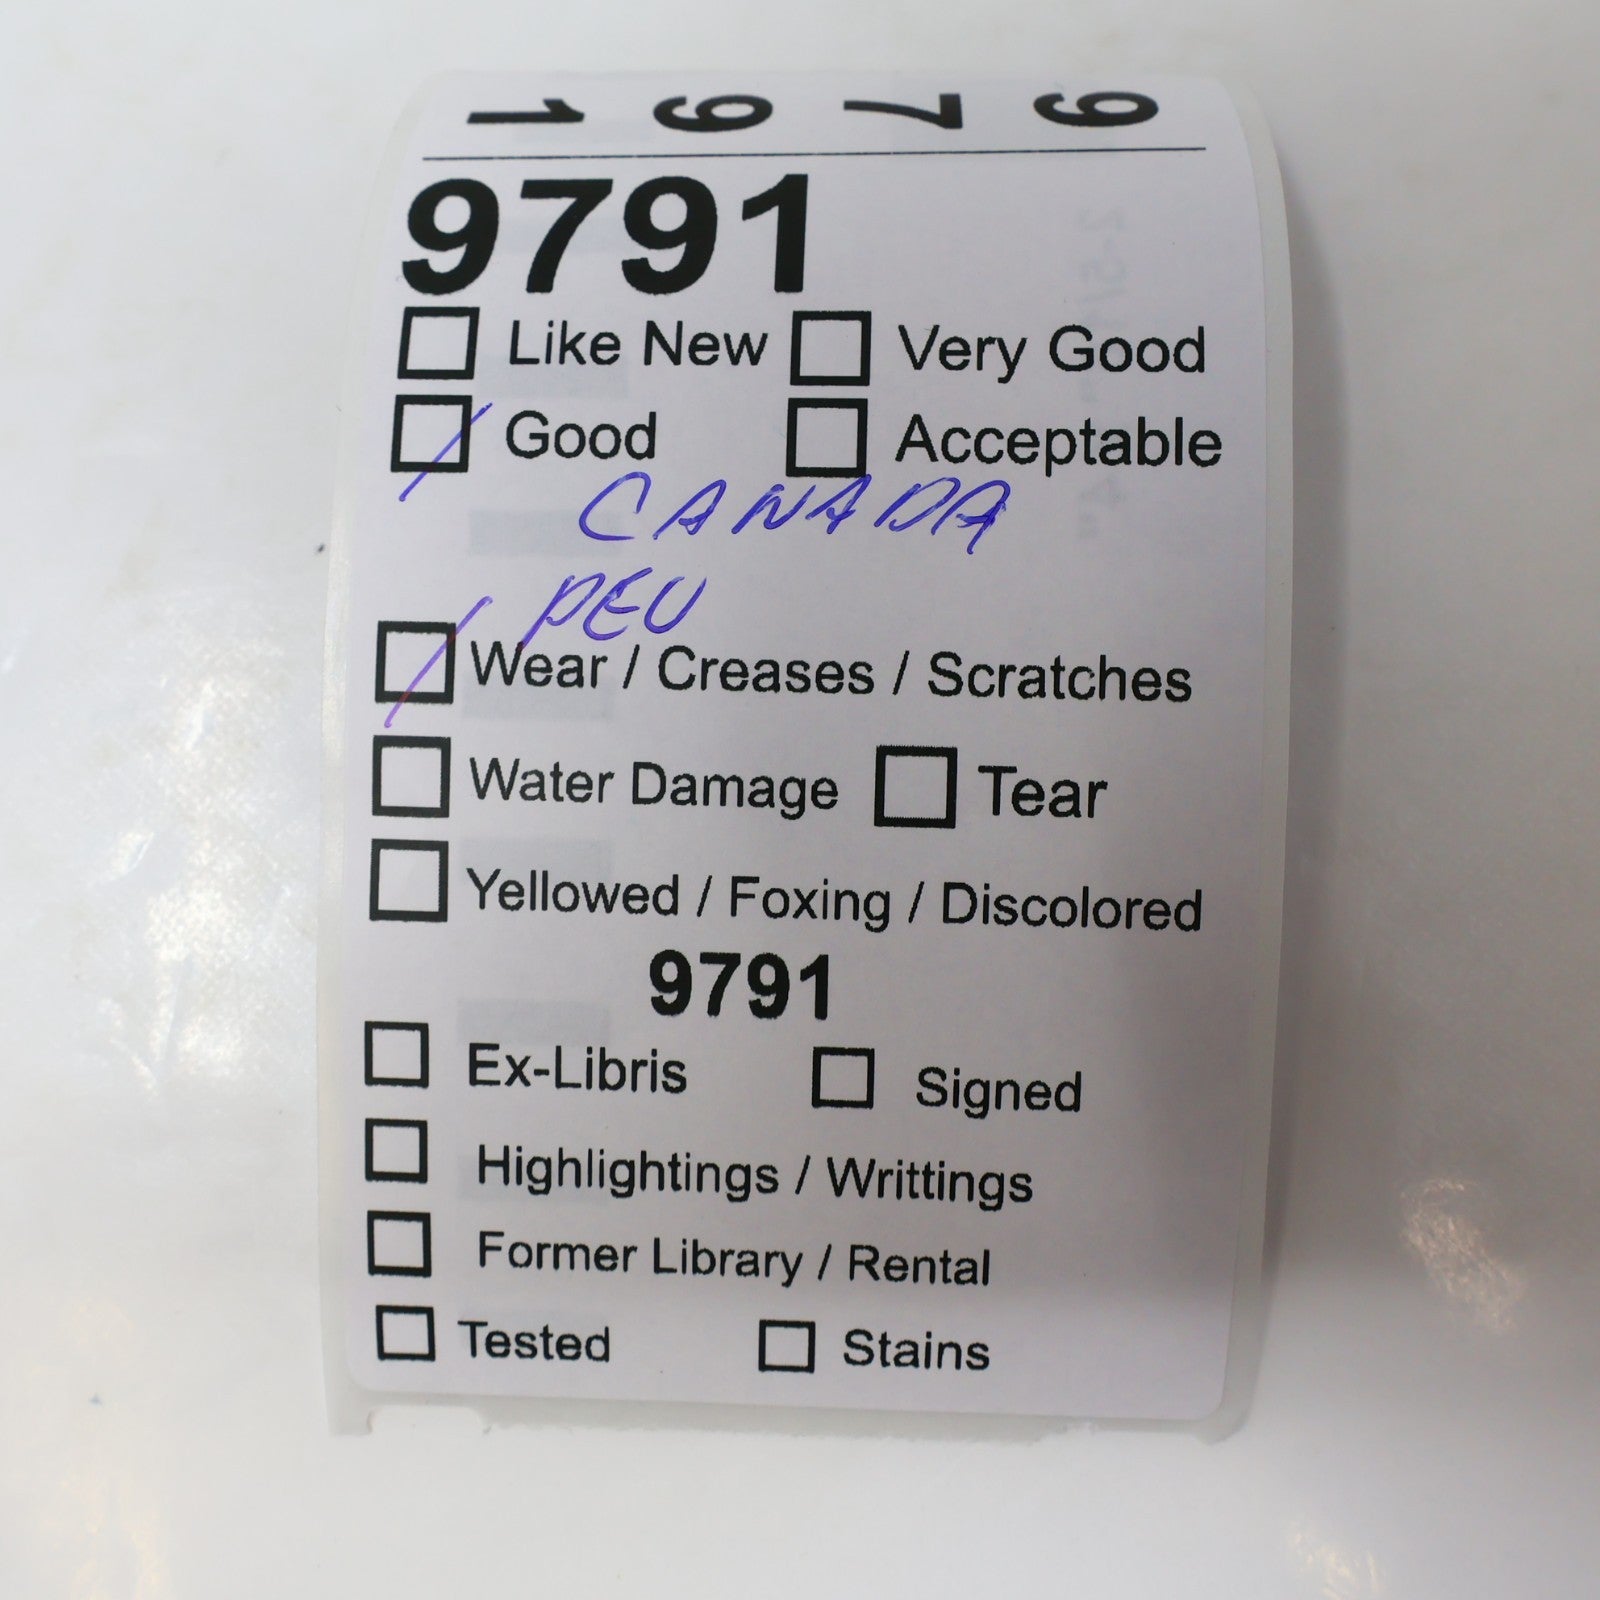 9791
9791
Like New Very Good
Good Acceptable
CANADA
PEU
Wear / Creases / Scratches
Water Damage Tear
Yellowed / Foxing / Discolored
9791
Ex-Libris Signed
Highlightings / Writtings
Former Library / Rental
Tested Stains